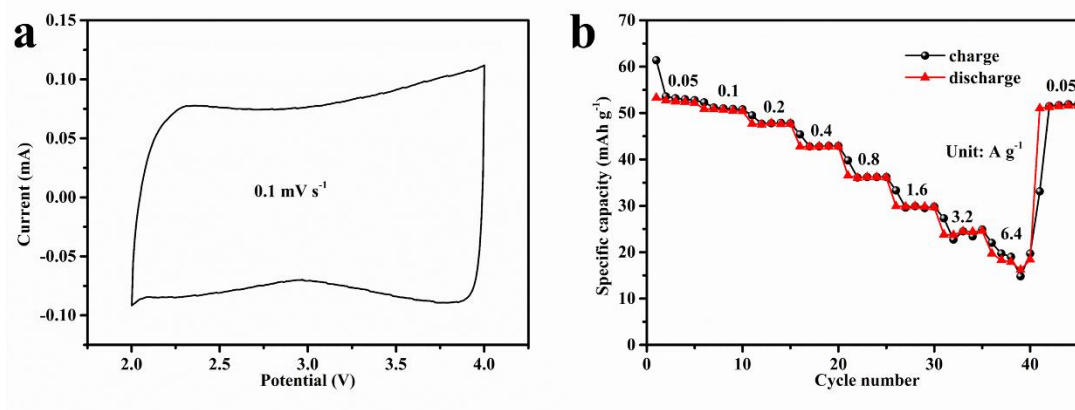 a
0.15
0.10
0.05
0.00
-0.05
-0.10
Current (mA)
0.1 mV s⁻¹
2.0 2.5 3.0 3.5 4.0
Potential (V)
b
70
60
50
40
30
20
10
0
Specific capacity (mAh g⁻¹)
charge
discharge
0.05
0.1
0.2
0.4
0.8
1.6
3.2
6.4
0.05
Unit: A g⁻¹
0 10 20 30 40
Cycle number